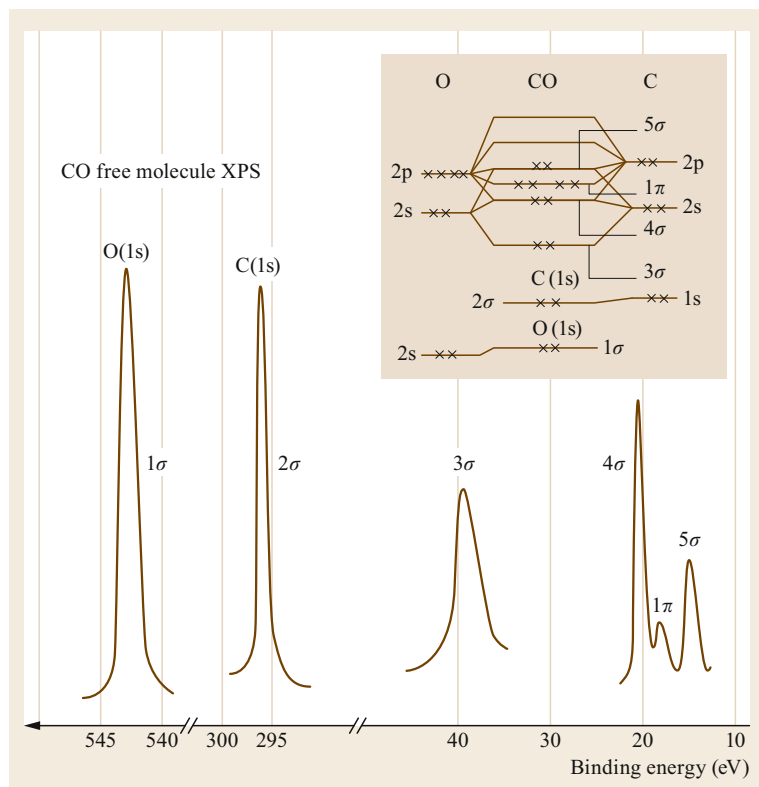 O CO C
5σ
2p 2p
1π
2s 2s
4σ
3σ
C (1s)
2σ 1s
O (1s)
2s 1σ
CO free molecule XPS
O(1s)
C(1s)
1σ 2σ 3σ 4σ
5σ
1π
545 540 300 295 40 30 20 10
Binding energy (eV)